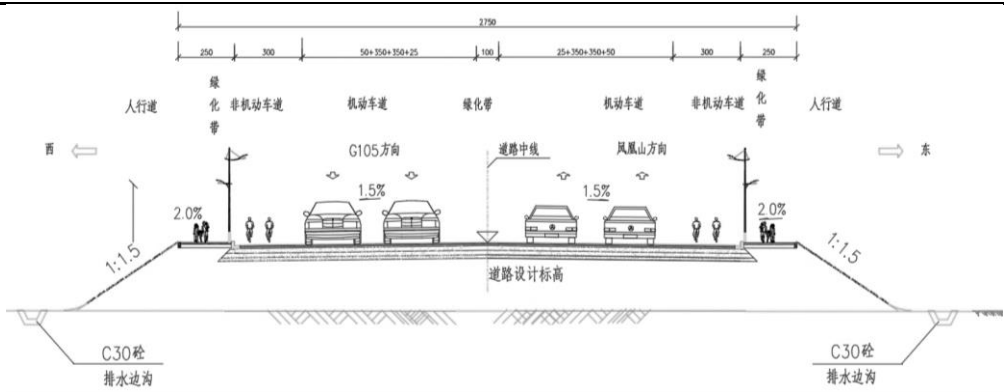 2750
250 300 50+350+350+25 100 25+350+350+50 300 250
人行道 绿化带 非机动车道 机动车道 绿化带 机动车道 非机动车道 绿化带 人行道
西 G105方向 道路中线 凤凰山方向 东
1.5% 1.5%
2.0% 2.0%
1:1.5 1:1.5
道路设计标高
C30砼 C30砼
排水边沟 排水边沟